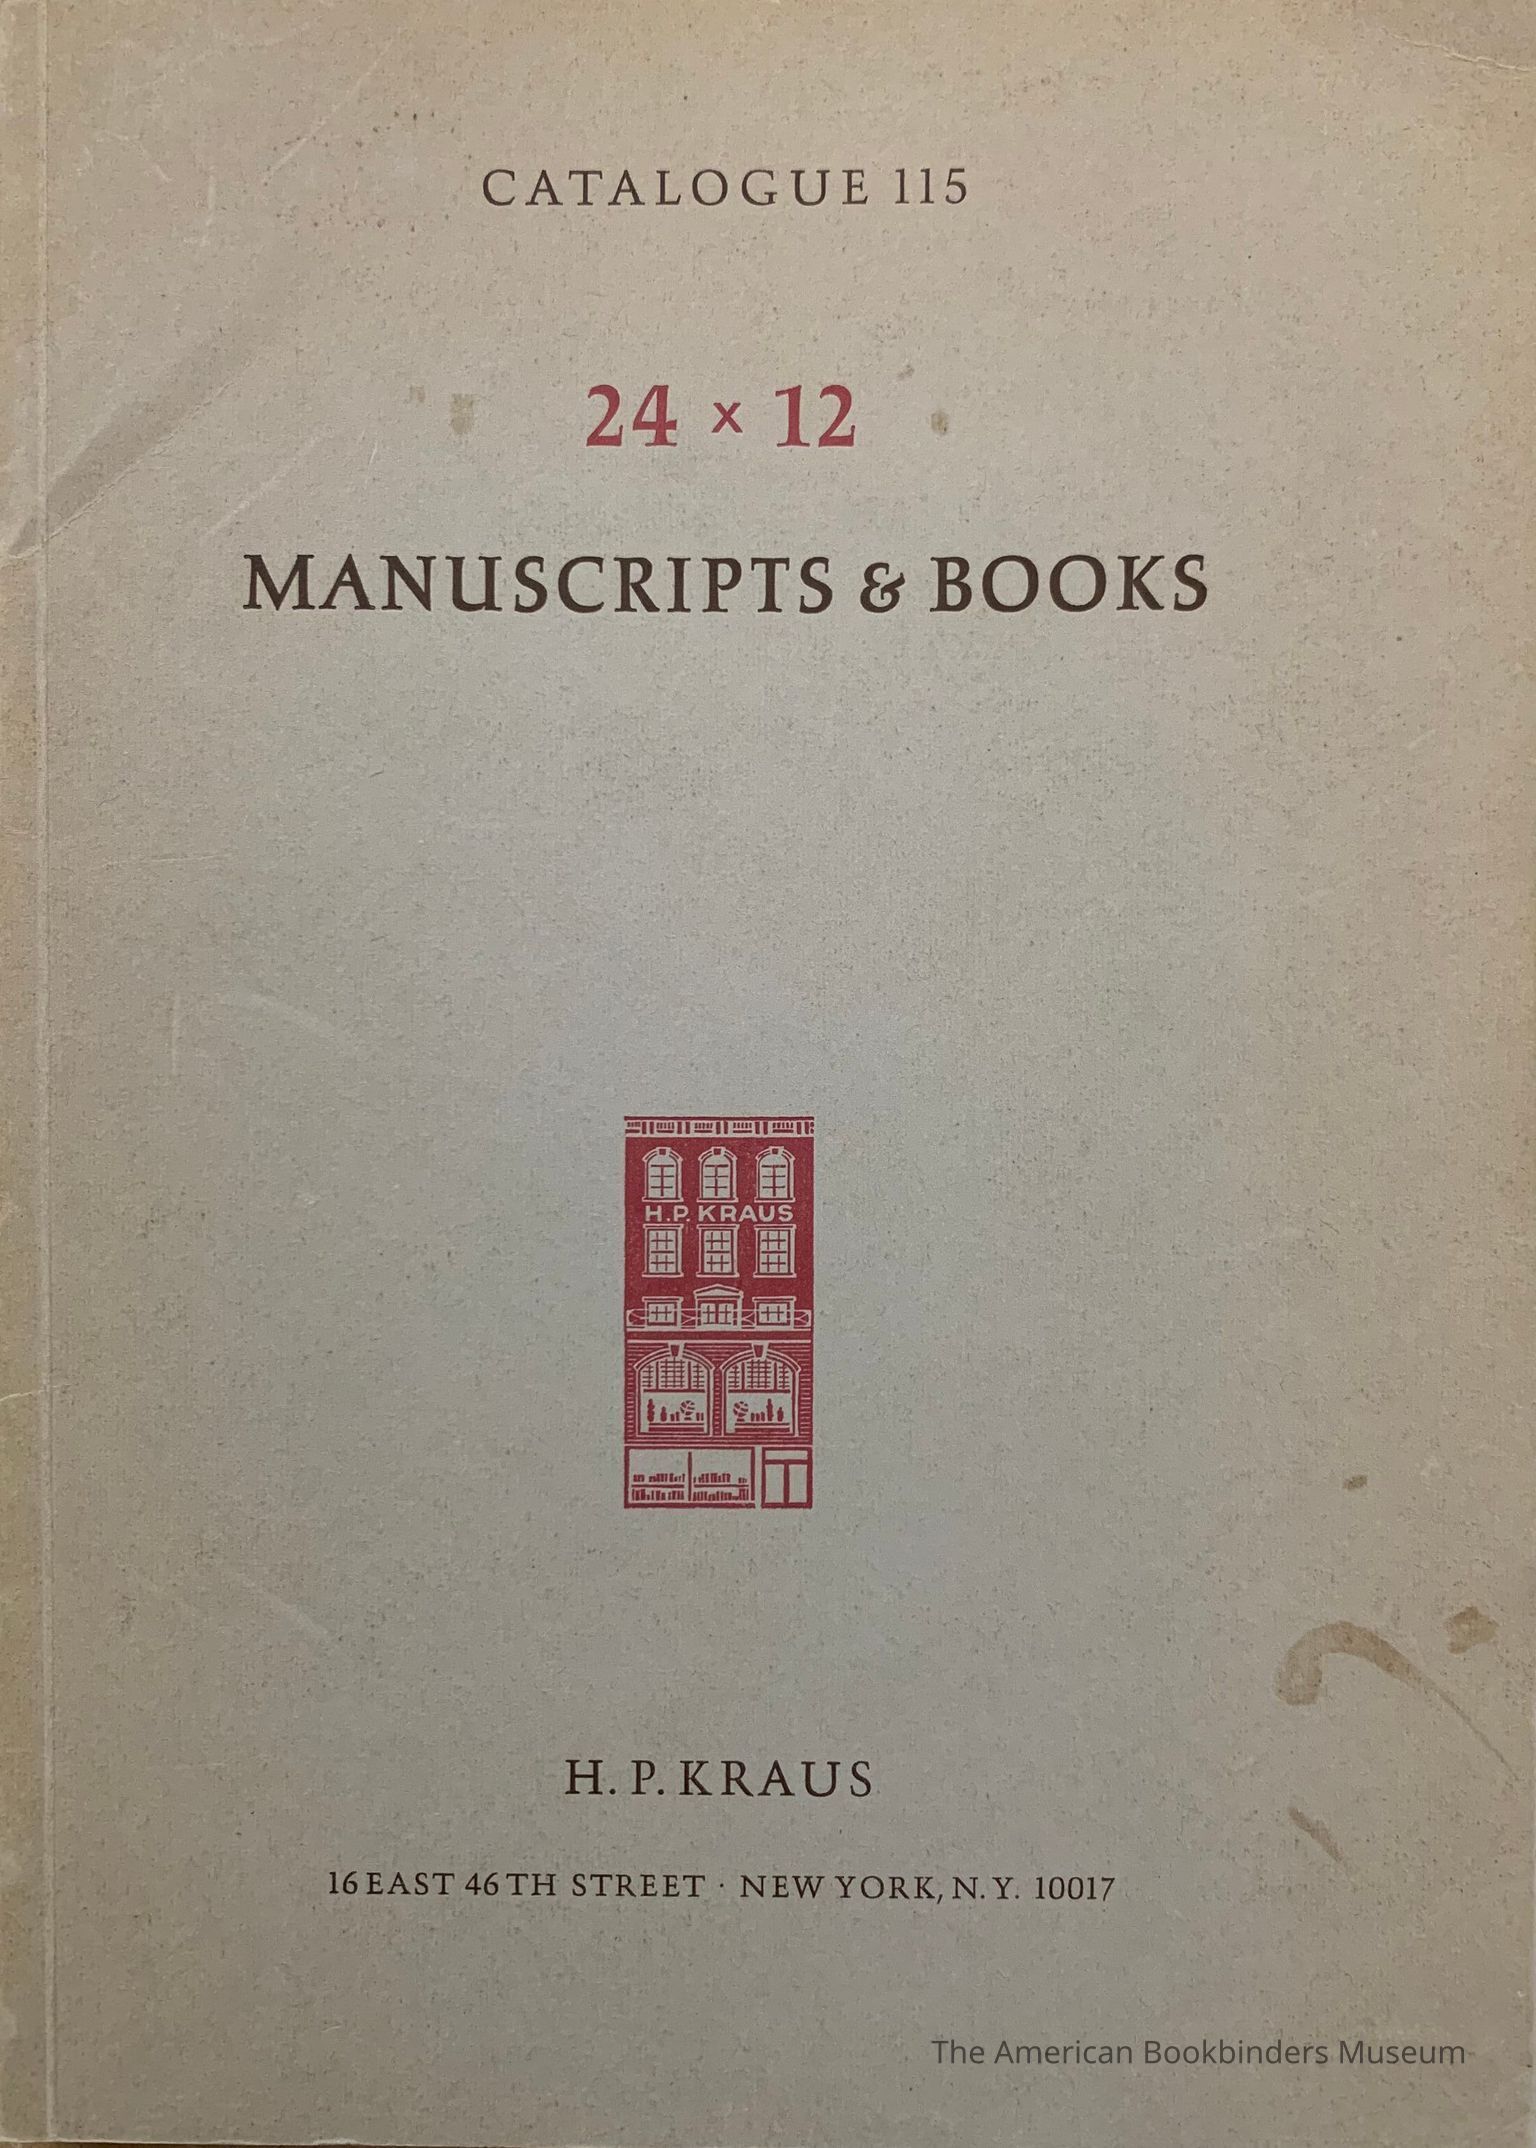 CATALOGUE 115
24 × 12
MANUSCRIPTS & BOOKS
H.P. KRAUS
H. P. KRAUS
16 EAST 46TH STREET · NEW YORK, N.Y. 10017
The American Bookbinders Museum